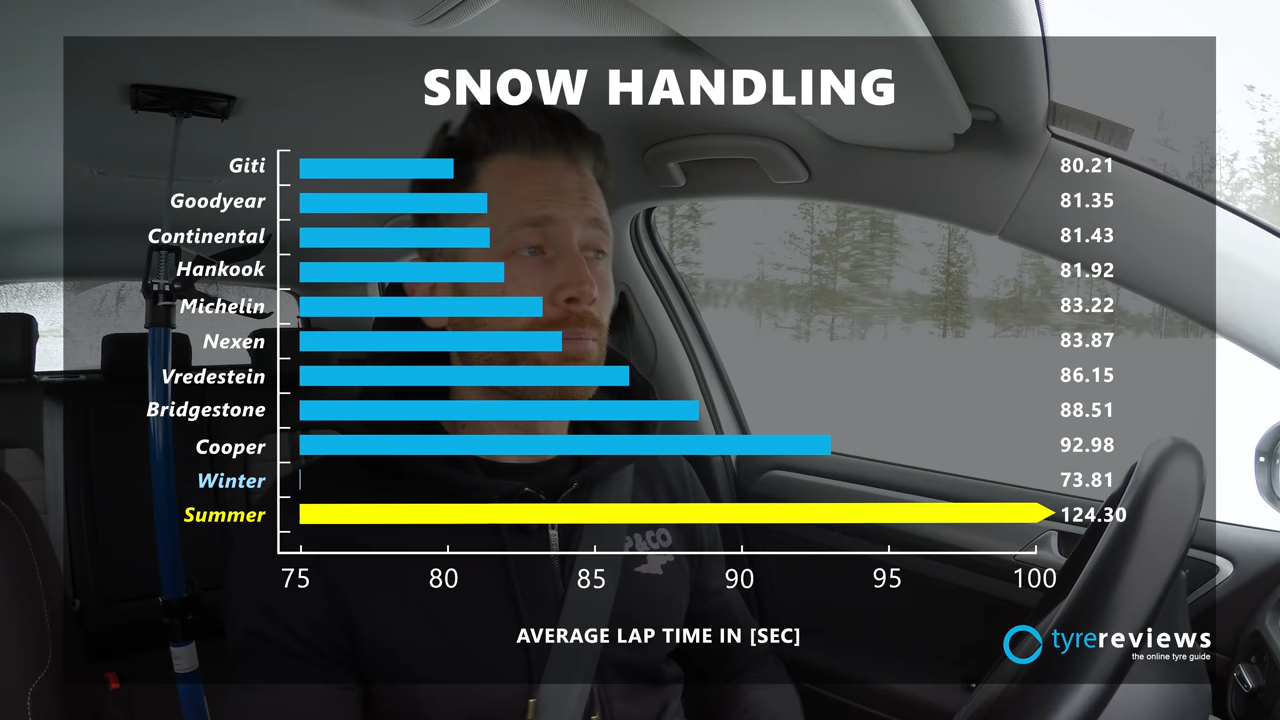 SNOW HANDLING
Giti 80.21
Goodyear 81.35
Continental 81.43
Hankook 81.92
Michelin 83.22
Nexen 83.87
Vredestein 86.15
Bridgestone 88.51
Cooper 92.98
Winter 73.81
Summer 124.30
75 80 85 90 95 100
AVERAGE LAP TIME IN [SEC]
tyrereviews
the online tyre guide